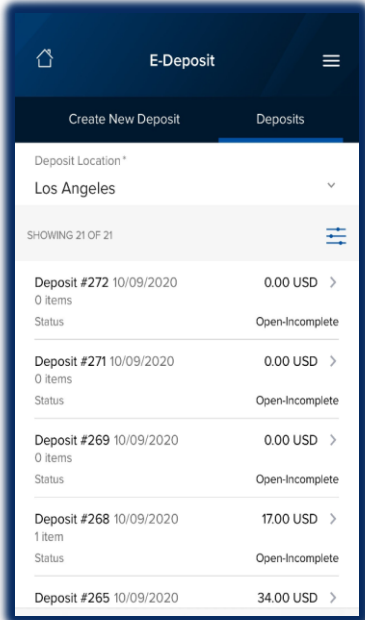 E-Deposit
Create New Deposit Deposits
Deposit Location*
Los Angeles
SHOWING 21 OF 21
Deposit #272 10/09/2020 0.00 USD
0 items
Status Open-Incomplete
Deposit #271 10/09/2020 0.00 USD
0 items
Status Open-Incomplete
Deposit #269 10/09/2020 0.00 USD
0 items
Status Open-Incomplete
Deposit #268 10/09/2020 17.00 USD
1 item
Status Open-Incomplete
Deposit #265 10/09/2020 34.00 USD